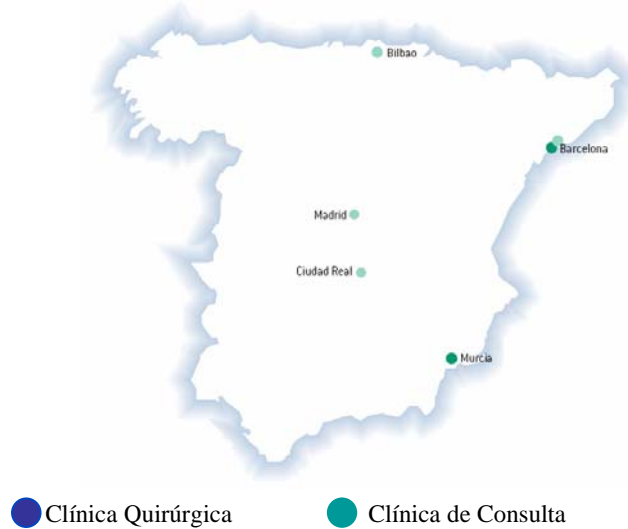 Bilbao
Barcelona
Madrid
Ciudad Real
Murcia
Clínica Quirúrgica Clínica de Consulta